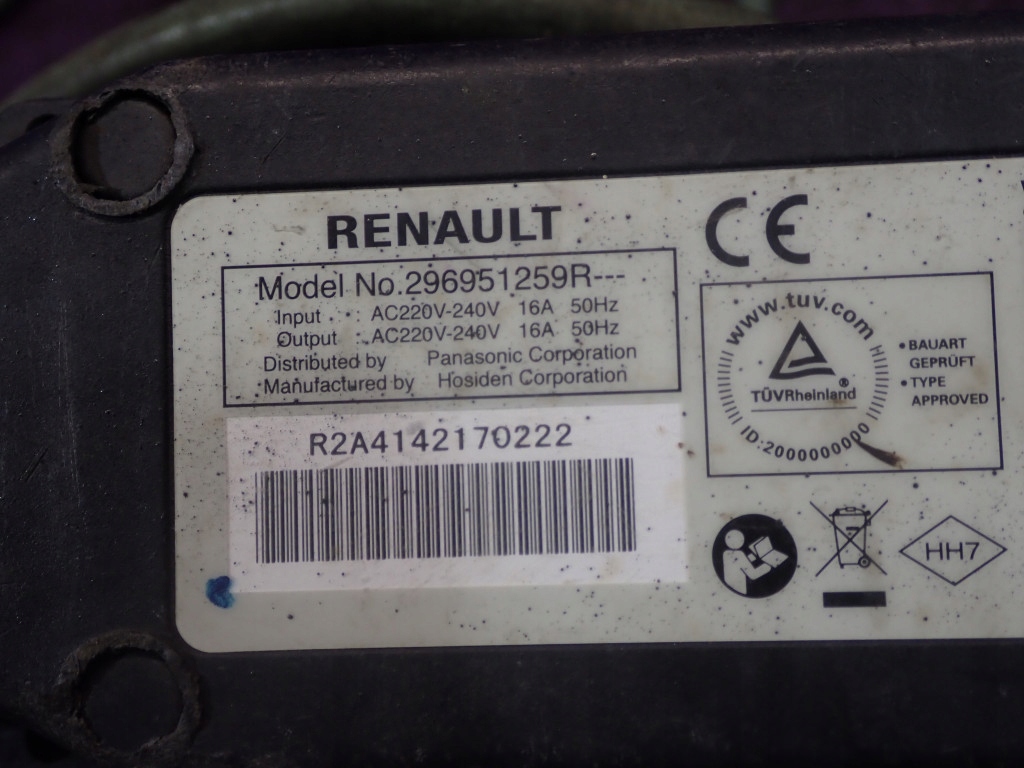 RENAULT
CE
Model No.296951259R---
Input : AC220V-240V 16A 50Hz
Output : AC220V-240V 16A 50Hz
Distributed by Panasonic Corporation
Manufactured by Hosiden Corporation
R2A4142170222
www.tuv.com
TÜVRheinland®
ID:2000000000
• BAUART
GEPRÜFT
• TYPE
APPROVED
HH7